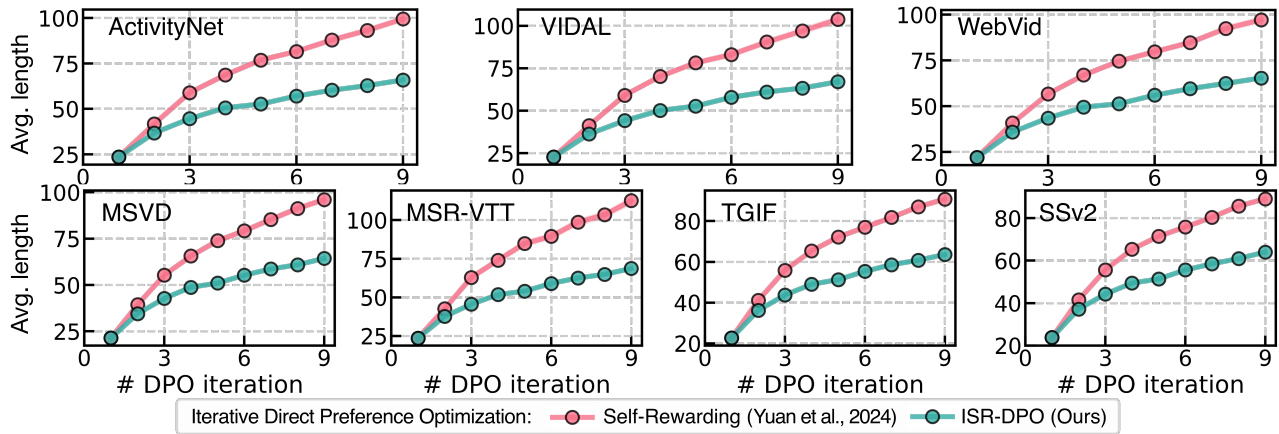 ActivityNet
VIDAL
WebVid
Avg. length
100
75
50
25
0 3 6 9
100
75
50
25
0 3 6 9
100
75
50
25
0 3 6 9
MSVD
MSR-VTT
TGIF
SSv2
Avg. length
100
75
50
25
0 3 6 9
100
75
50
25
0 3 6 9
80
60
40
20
0 3 6 9
80
60
40
20
0 3 6 9
# DPO iteration
# DPO iteration
# DPO iteration
# DPO iteration
Iterative Direct Preference Optimization: Self-Rewarding (Yuan et al., 2024) ISR-DPO (Ours)